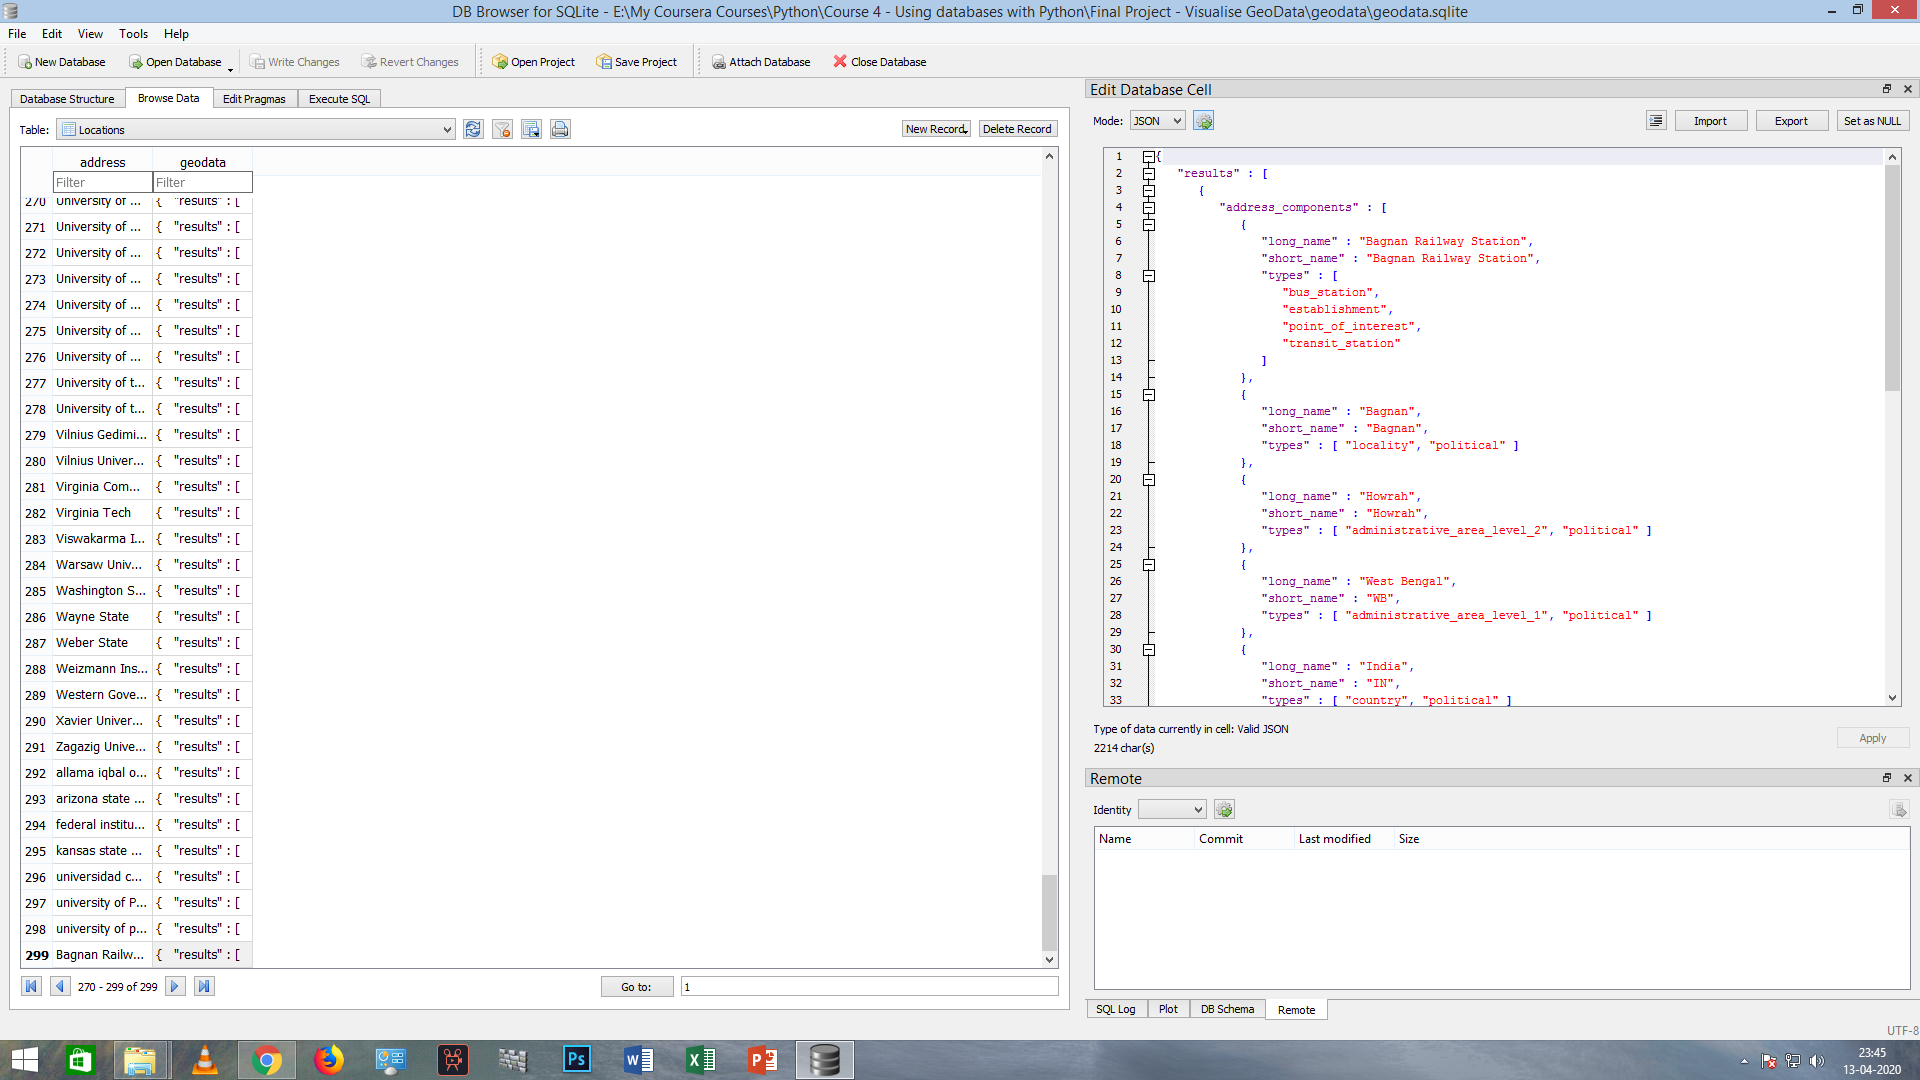 DB Browser for SQLite - E:\My Coursera Courses\Python\Course 4 - Using databases with Python\Final Project - Visualise GeoData\geodata\geodata.sqlite
File Edit View Tools Help
New Database Open Database Write Changes Revert Changes Open Project Save Project Attach Database Close Database
Database Structure Browse Data Edit Pragmas Execute SQL
Table: Locations New Record Delete Record
address geodata
Filter Filter
270 University of ... { "results" : [
271 University of ... { "results" : [
272 University of ... { "results" : [
273 University of ... { "results" : [
274 University of ... { "results" : [
275 University of ... { "results" : [
276 University of ... { "results" : [
277 University of t... { "results" : [
278 University of t... { "results" : [
279 Vilnius Gedimi... { "results" : [
280 Vilnius Univer... { "results" : [
281 Virginia Com... { "results" : [
282 Virginia Tech { "results" : [
283 Viswakarma I... { "results" : [
284 Warsaw Univ... { "results" : [
285 Washington S... { "results" : [
286 Wayne State { "results" : [
287 Weber State { "results" : [
288 Weizmann Ins... { "results" : [
289 Western Gove... { "results" : [
290 Xavier Univer... { "results" : [
291 Zagazig Unive... { "results" : [
292 allama iqbal o... { "results" : [
293 arizona state ... { "results" : [
294 federal institu... { "results" : [
295 kansas state ... { "results" : [
296 universidad c... { "results" : [
297 university of P... { "results" : [
298 university of p... { "results" : [
299 Bagnan Railw... { "results" : [
270 - 299 of 299 Go to: 1
Edit Database Cell
Mode: JSON Import Export Set as NULL
1 {
2 "results" : [
3 {
4 "address_components" : [
5 {
6 "long_name" : "Bagnan Railway Station",
7 "short_name" : "Bagnan Railway Station",
8 "types" : [
9 "bus_station",
10 "establishment",
11 "point_of_interest",
12 "transit_station"
13 ]
14 },
15 {
16 "long_name" : "Bagnan",
17 "short_name" : "Bagnan",
18 "types" : [ "locality", "political" ]
19 },
20 {
21 "long_name" : "Howrah",
22 "short_name" : "Howrah",
23 "types" : [ "administrative_area_level_2", "political" ]
24 },
25 {
26 "long_name" : "West Bengal",
27 "short_name" : "WB",
28 "types" : [ "administrative_area_level_1", "political" ]
29 },
30 {
31 "long_name" : "India",
32 "short_name" : "IN",
33 "types" : [ "country", "political" ]
Type of data currently in cell: Valid JSON
2214 char(s)
Apply
Remote
Identity
Name Commit Last modified Size
SQL Log Plot DB Schema Remote
UTF-8
Ps W X P
23:45
13-04-2020